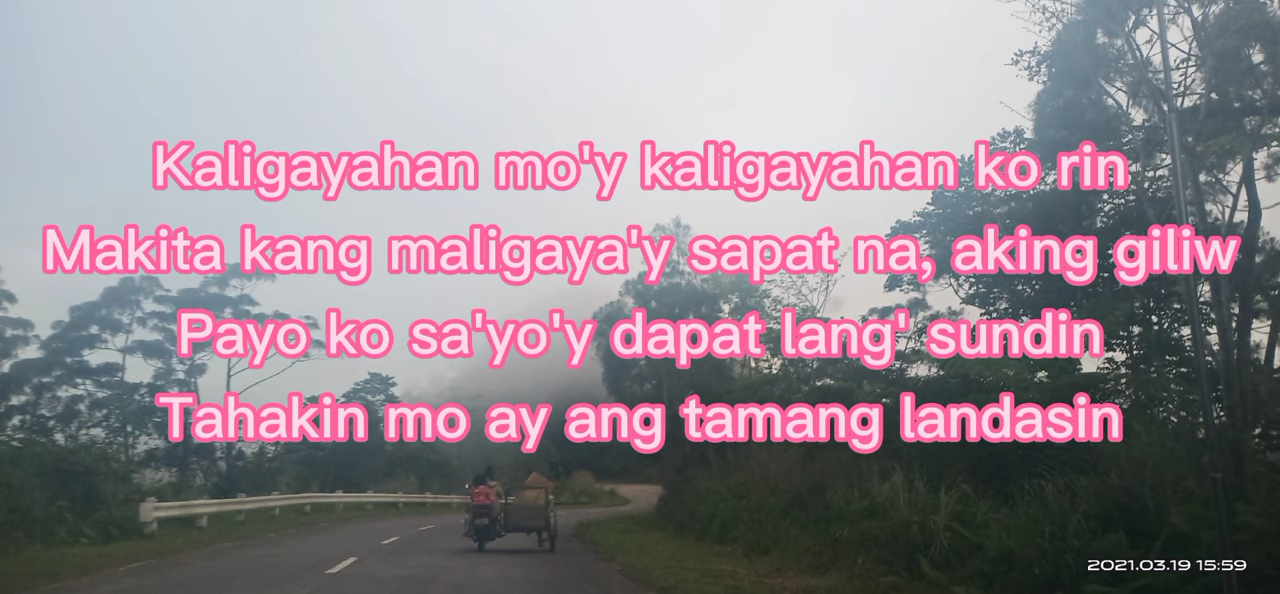 Kaligayahan mo'y kaligayahan ko rin
Makita kang maligaya'y sapat na, aking giliw
Payo ko sa'yo'y dapat lang' sundin
Tahakin mo ay ang tamang landasin
2021.03.19 15:59